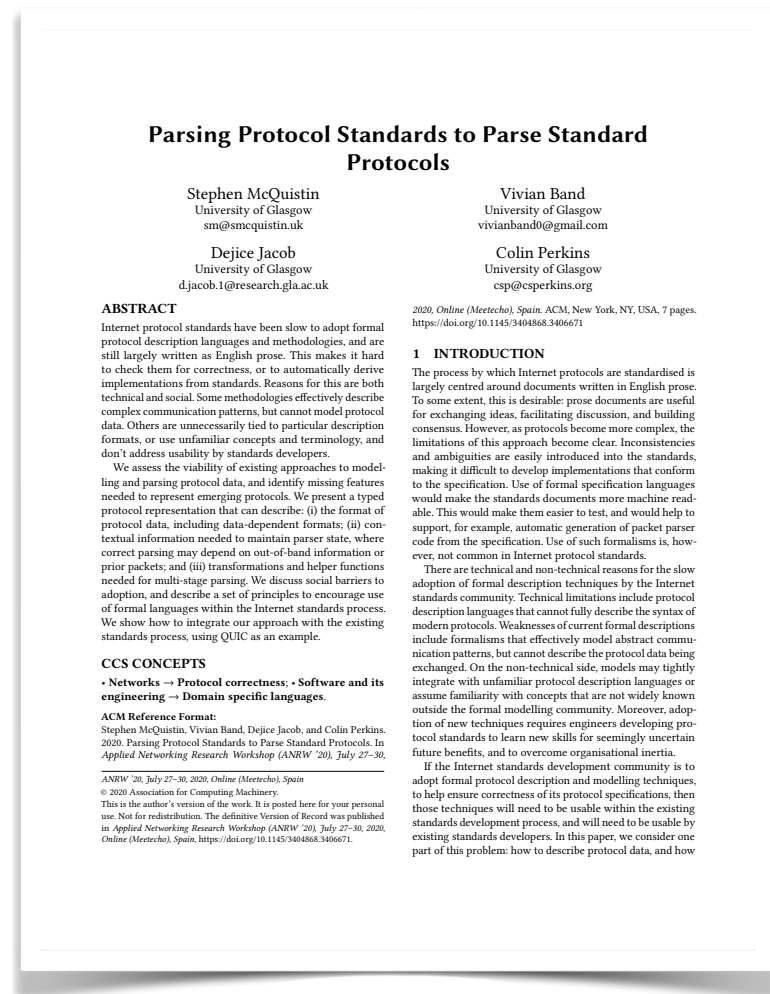 Parsing Protocol Standards to Parse Standard
Protocols
Stephen McQuistin
University of Glasgow
sm@smcquistin.uk
Vivian Band
University of Glasgow
vivianband0@gmail.com
Dejice Jacob
University of Glasgow
d.jacob.1@research.gla.ac.uk
Colin Perkins
University of Glasgow
csp@csperkins.org
ABSTRACT
Internet protocol standards have been slow to adopt formal
protocol description languages and methodologies, and are
still largely written as English prose. This makes it hard
to check them for correctness, or to automatically derive
implementations from standards. Reasons for this are both
technical and social. Some methodologies effectively describe
complex communication patterns, but cannot model protocol
data. Others are unnecessarily tied to particular description
formats, or use unfamiliar concepts and terminology, and
don't address usability by standards developers.
We assess the viability of existing approaches to model-
ling and parsing protocol data, and identify missing features
needed to represent emerging protocols. We present a typed
protocol representation that can describe: (i) the format of
protocol data, including data-dependent formats; (ii) con-
textual information needed to maintain parser state, where
correct parsing may depend on out-of-band information or
prior packets; and (iii) transformations and helper functions
needed for multi-stage parsing. We discuss social barriers to
adoption, and describe a set of principles to encourage use
of formal languages within the Internet standards process.
We show how to integrate our approach with the existing
standards process, using QUIC as an example.
CCS CONCEPTS
• Networks → Protocol correctness; • Software and its
engineering → Domain specific languages.
ACM Reference Format:
Stephen McQuistin, Vivian Band, Dejice Jacob, and Colin Perkins.
2020. Parsing Protocol Standards to Parse Standard Protocols. In
Applied Networking Research Workshop (ANRW '20), July 27–30,
ANRW '20, July 27–30, 2020, Online (Meetecho), Spain
© 2020 Association for Computing Machinery.
This is the author's version of the work. It is posted here for your personal
use. Not for redistribution. The definitive Version of Record was published
in Applied Networking Research Workshop (ANRW '20), July 27–30, 2020,
Online (Meetecho), Spain, https://doi.org/10.1145/3404868.3406671.
2020, Online (Meetecho), Spain. ACM, New York, NY, USA, 7 pages.
https://doi.org/10.1145/3404868.3406671
1 INTRODUCTION
The process by which Internet protocols are standardised is
largely centred around documents written in English prose.
To some extent, this is desirable: prose documents are useful
for exchanging ideas, facilitating discussion, and building
consensus. However, as protocols become more complex, the
limitations of this approach become clear. Inconsistencies
and ambiguities are easily introduced into the standards,
making it difficult to develop implementations that conform
to the specification. Use of formal specification languages
would make the standards documents more machine read-
able. This would make them easier to test, and would help to
support, for example, automatic generation of packet parser
code from the specification. Use of such formalisms is, how-
ever, not common in Internet protocol standards.
There are technical and non-technical reasons for the slow
adoption of formal description techniques by the Internet
standards community. Technical limitations include protocol
description languages that cannot fully describe the syntax of
modern protocols. Weaknesses of current formal descriptions
include formalisms that effectively model abstract commu-
nication patterns, but cannot describe the protocol data being
exchanged. On the non-technical side, models may tightly
integrate with unfamiliar protocol description languages or
assume familiarity with concepts that are not widely known
outside the formal modelling community. Moreover, adop-
tion of new techniques requires engineers developing pro-
tocol standards to learn new skills for seemingly uncertain
future benefits, and to overcome organisational inertia.
If the Internet standards development community is to
adopt formal protocol description and modelling techniques,
to help ensure correctness of its protocol specifications, then
those techniques will need to be usable within the existing
standards development process, and will need to be usable by
existing standards developers. In this paper, we consider one
part of this problem: how to describe protocol data, and how